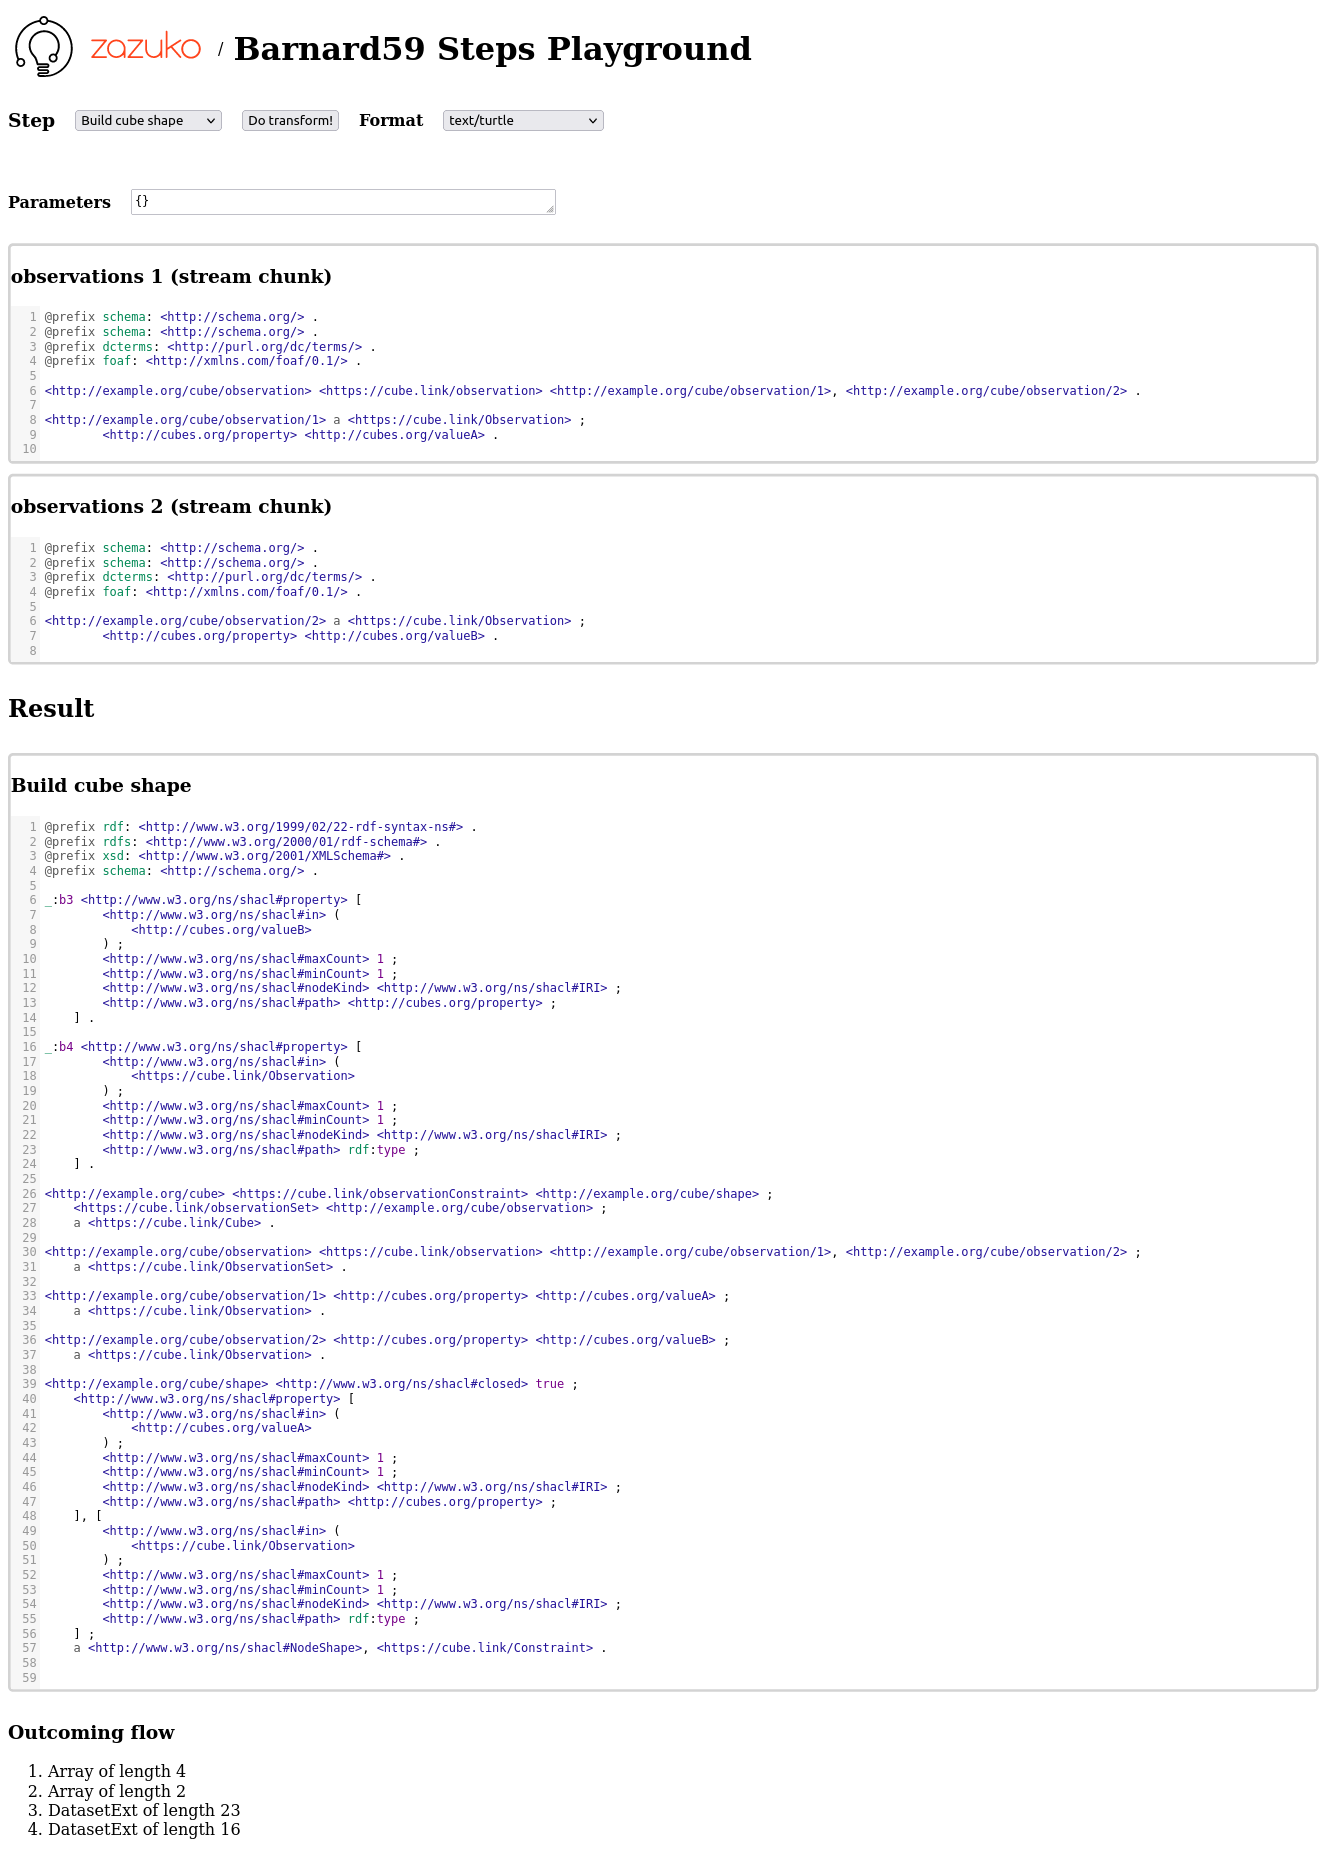 zazuko / Barnard59 Steps Playground
Step Build cube shape Do transform! Format text/turtle
Parameters {}
observations 1 (stream chunk)
1 @prefix schema: <http://schema.org/> .
2 @prefix schema: <http://schema.org/> .
3 @prefix dcterms: <http://purl.org/dc/terms/> .
4 @prefix foaf: <http://xmlns.com/foaf/0.1/> .
5
6 <http://example.org/cube/observation> <https://cube.link/observation> <http://example.org/cube/observation/1>, <http://example.org/cube/observation/2> .
7
8 <http://example.org/cube/observation/1> a <https://cube.link/Observation> ;
9         <http://cubes.org/property> <http://cubes.org/valueA> .
10
observations 2 (stream chunk)
1 @prefix schema: <http://schema.org/> .
2 @prefix schema: <http://schema.org/> .
3 @prefix dcterms: <http://purl.org/dc/terms/> .
4 @prefix foaf: <http://xmlns.com/foaf/0.1/> .
5
6 <http://example.org/cube/observation/2> a <https://cube.link/Observation> ;
7         <http://cubes.org/property> <http://cubes.org/valueB> .
8
Result
Build cube shape
1 @prefix rdf: <http://www.w3.org/1999/02/22-rdf-syntax-ns#> .
2 @prefix rdfs: <http://www.w3.org/2000/01/rdf-schema#> .
3 @prefix xsd: <http://www.w3.org/2001/XMLSchema#> .
4 @prefix schema: <http://schema.org/> .
5
6 _:b3 <http://www.w3.org/ns/shacl#property> [
7         <http://www.w3.org/ns/shacl#in> (
8             <http://cubes.org/valueB>
9         ) ;
10         <http://www.w3.org/ns/shacl#maxCount> 1 ;
11         <http://www.w3.org/ns/shacl#minCount> 1 ;
12         <http://www.w3.org/ns/shacl#nodeKind> <http://www.w3.org/ns/shacl#IRI> ;
13         <http://www.w3.org/ns/shacl#path> <http://cubes.org/property> ;
14     ] .
15
16 _:b4 <http://www.w3.org/ns/shacl#property> [
17         <http://www.w3.org/ns/shacl#in> (
18             <https://cube.link/Observation>
19         ) ;
20         <http://www.w3.org/ns/shacl#maxCount> 1 ;
21         <http://www.w3.org/ns/shacl#minCount> 1 ;
22         <http://www.w3.org/ns/shacl#nodeKind> <http://www.w3.org/ns/shacl#IRI> ;
23         <http://www.w3.org/ns/shacl#path> rdf:type ;
24     ] .
25
26 <http://example.org/cube> <https://cube.link/observationConstraint> <http://example.org/cube/shape> ;
27     <https://cube.link/observationSet> <http://example.org/cube/observation> ;
28     a <https://cube.link/Cube> .
29
30 <http://example.org/cube/observation> <https://cube.link/observation> <http://example.org/cube/observation/1>, <http://example.org/cube/observation/2> ;
31     a <https://cube.link/ObservationSet> .
32
33 <http://example.org/cube/observation/1> <http://cubes.org/property> <http://cubes.org/valueA> ;
34     a <https://cube.link/Observation> .
35
36 <http://example.org/cube/observation/2> <http://cubes.org/property> <http://cubes.org/valueB> ;
37     a <https://cube.link/Observation> .
38
39 <http://example.org/cube/shape> <http://www.w3.org/ns/shacl#closed> true ;
40     <http://www.w3.org/ns/shacl#property> [
41         <http://www.w3.org/ns/shacl#in> (
42             <http://cubes.org/valueA>
43         ) ;
44         <http://www.w3.org/ns/shacl#maxCount> 1 ;
45         <http://www.w3.org/ns/shacl#minCount> 1 ;
46         <http://www.w3.org/ns/shacl#nodeKind> <http://www.w3.org/ns/shacl#IRI> ;
47         <http://www.w3.org/ns/shacl#path> <http://cubes.org/property> ;
48     ], [
49         <http://www.w3.org/ns/shacl#in> (
50             <https://cube.link/Observation>
51         ) ;
52         <http://www.w3.org/ns/shacl#maxCount> 1 ;
53         <http://www.w3.org/ns/shacl#minCount> 1 ;
54         <http://www.w3.org/ns/shacl#nodeKind> <http://www.w3.org/ns/shacl#IRI> ;
55         <http://www.w3.org/ns/shacl#path> rdf:type ;
56     ] ;
57     a <http://www.w3.org/ns/shacl#NodeShape>, <https://cube.link/Constraint> .
58
59
Outcoming flow
1. Array of length 4
2. Array of length 2
3. DatasetExt of length 23
4. DatasetExt of length 16